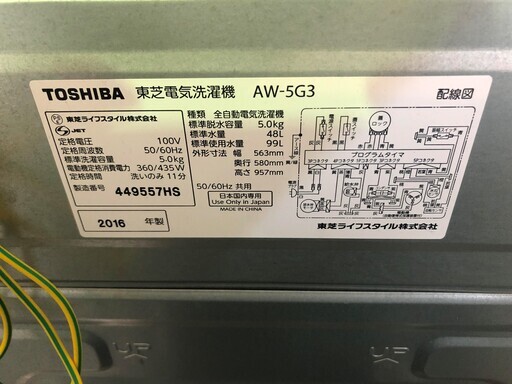 TOSHIBA 東芝電気洗濯機 AW-5G3 配線図
東芝ライフスタイル株式会社
JET
定格電圧 100V
定格周波数 50/60Hz
標準洗濯容量 5.0kg
電動機定格消費電力 360/435W
定格時間 洗いのみ 11分
製造番号 449557HS
2016 年製
種類 全自動電気洗濯機
標準脱水容量 5.0kg
標準水量 48L
標準使用水量 99L
外形寸法 幅 563mm
奥行 580mm
高さ 957mm
50/60Hz 共用
日本国内専用
Use Only in Japan
MADE IN CHINA
ロック
プログラムタイマ
東芝ライフスタイル株式会社
UP
UP